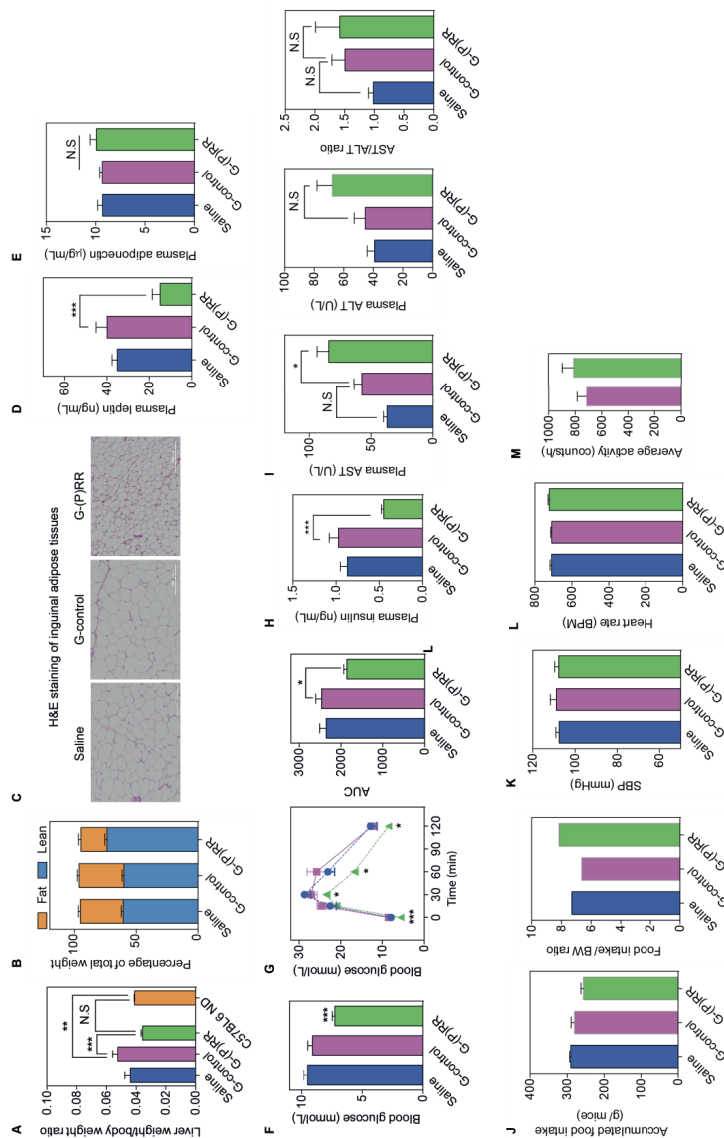 A
Liver weight/body weight ratio
0.10
0.08
0.06
0.04
0.02
0.00
**
N.S
***
Saline
G-control
G-(P)RR
C57BL6 ND
B
Fat
Lean
Percentage of total weight
100
50
0
Saline
G-control
G-(P)RR
C
H&E staining of inguinal adipose tissues
Saline
G-control
G-(P)RR
D
Plasma leptin (ng/mL)
60
40
20
0
***
Saline
G-control
G-(P)RR
E
Plasma adiponectin (µg/mL)
15
10
5
0
N.S
Saline
G-control
G-(P)RR
F
Blood glucose (mmol/L)
10
5
0
***
Saline
G-control
G-(P)RR
G
Blood glucose (mmol/L)
30
20
10
0
***
*
*
*
0
30
60
90
120
Time (min)
AUC
3000
2000
1000
0
*
Saline
G-control
G-(P)RR
L
H
Plasma insulin (ng/mL)
1.5
1.0
0.5
0.0
***
Saline
G-control
G-(P)RR
I
Plasma AST (U/L)
100
50
0
N.S
*
Saline
G-control
G-(P)RR
Plasma ALT (U/L)
100
80
60
40
20
0
N.S
Saline
G-control
G-(P)RR
AST/ALT ratio
2.5
2.0
1.5
1.0
0.5
0.0
N.S
N.S
Saline
G-control
G-(P)RR
J
Accumulated food intake
(g/ mice)
400
300
200
100
0
Saline
G-control
G-(P)RR
Food intake/BW ratio
10
8
6
4
2
0
Saline
G-control
G-(P)RR
K
SBP (mmHg)
120
100
80
60
Saline
G-control
G-(P)RR
L
Heart rate (BPM)
800
600
400
200
0
Saline
G-control
G-(P)RR
M
Average activity (counts/h)
1000
800
600
400
200
0